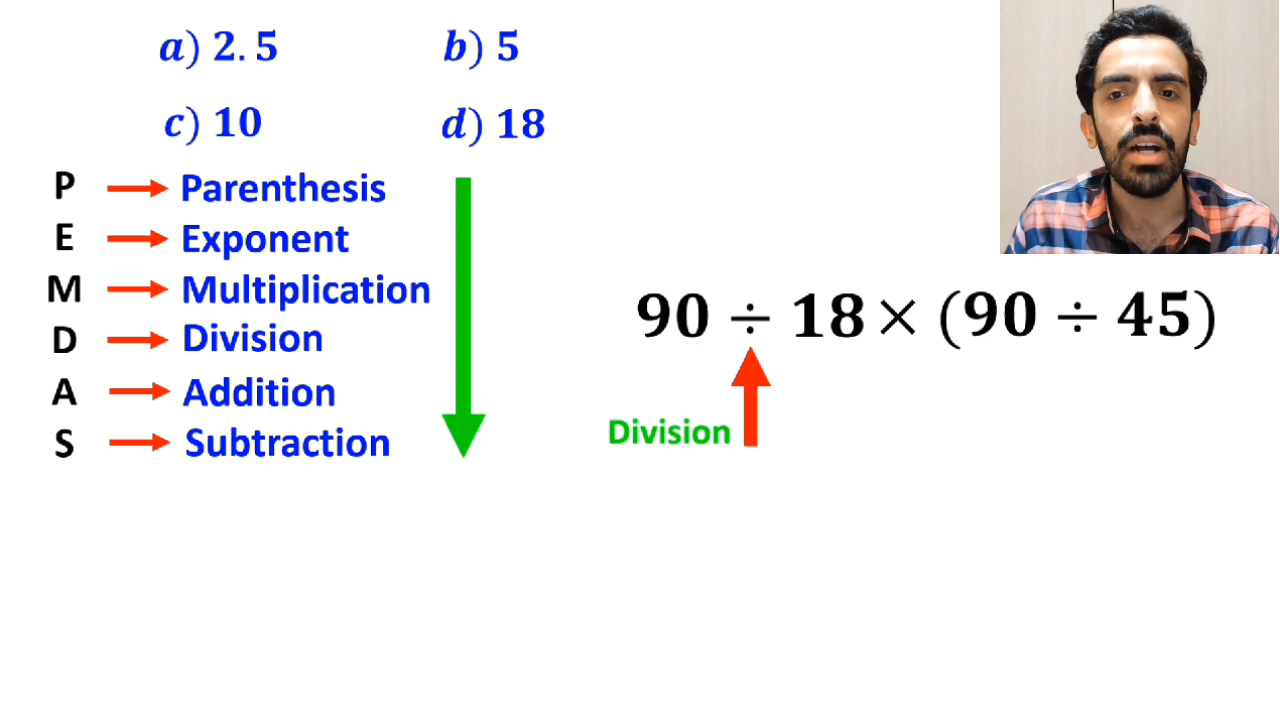 a) 2.5 b) 5
c) 10 d) 18
P Parenthesis
E Exponent
M Multiplication
D Division
A Addition
S Subtraction
90 ÷ 18 × (90 ÷ 45)
Division